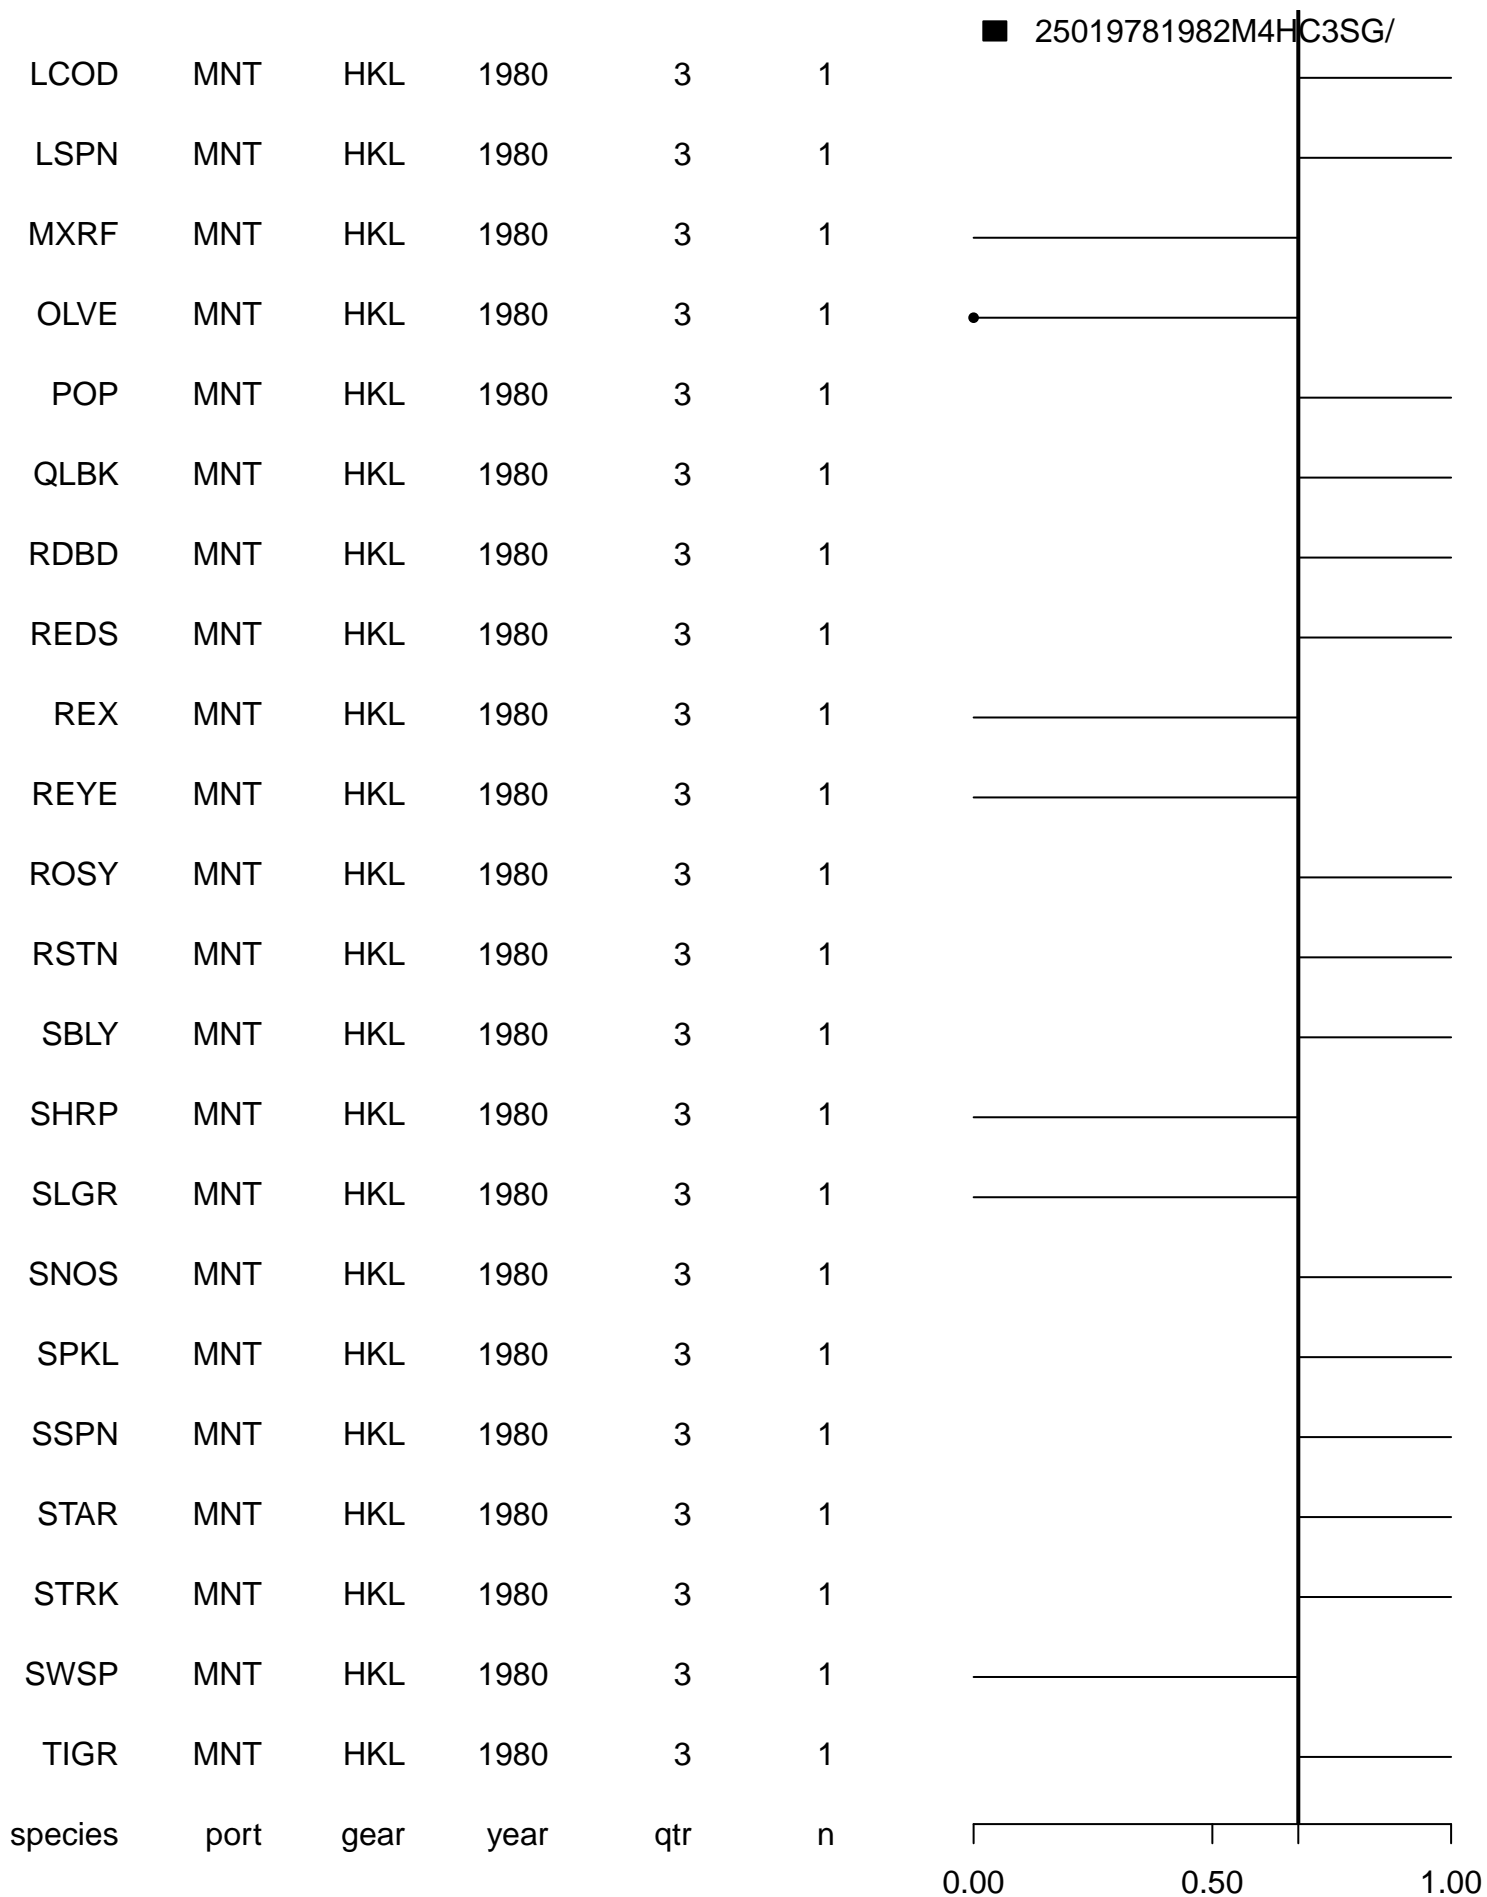 25019781982M4HC3SG/
LCOD MNT HKL 1980 3 1
LSPN MNT HKL 1980 3 1
MXRF MNT HKL 1980 3 1
OLVE MNT HKL 1980 3 1
POP MNT HKL 1980 3 1
QLBK MNT HKL 1980 3 1
RDBD MNT HKL 1980 3 1
REDS MNT HKL 1980 3 1
REX MNT HKL 1980 3 1
REYE MNT HKL 1980 3 1
ROSY MNT HKL 1980 3 1
RSTN MNT HKL 1980 3 1
SBLY MNT HKL 1980 3 1
SHRP MNT HKL 1980 3 1
SLGR MNT HKL 1980 3 1
SNOS MNT HKL 1980 3 1
SPKL MNT HKL 1980 3 1
SSPN MNT HKL 1980 3 1
STAR MNT HKL 1980 3 1
STRK MNT HKL 1980 3 1
SWSP MNT HKL 1980 3 1
TIGR MNT HKL 1980 3 1
species port gear year qtr n
0.00 0.50 1.00